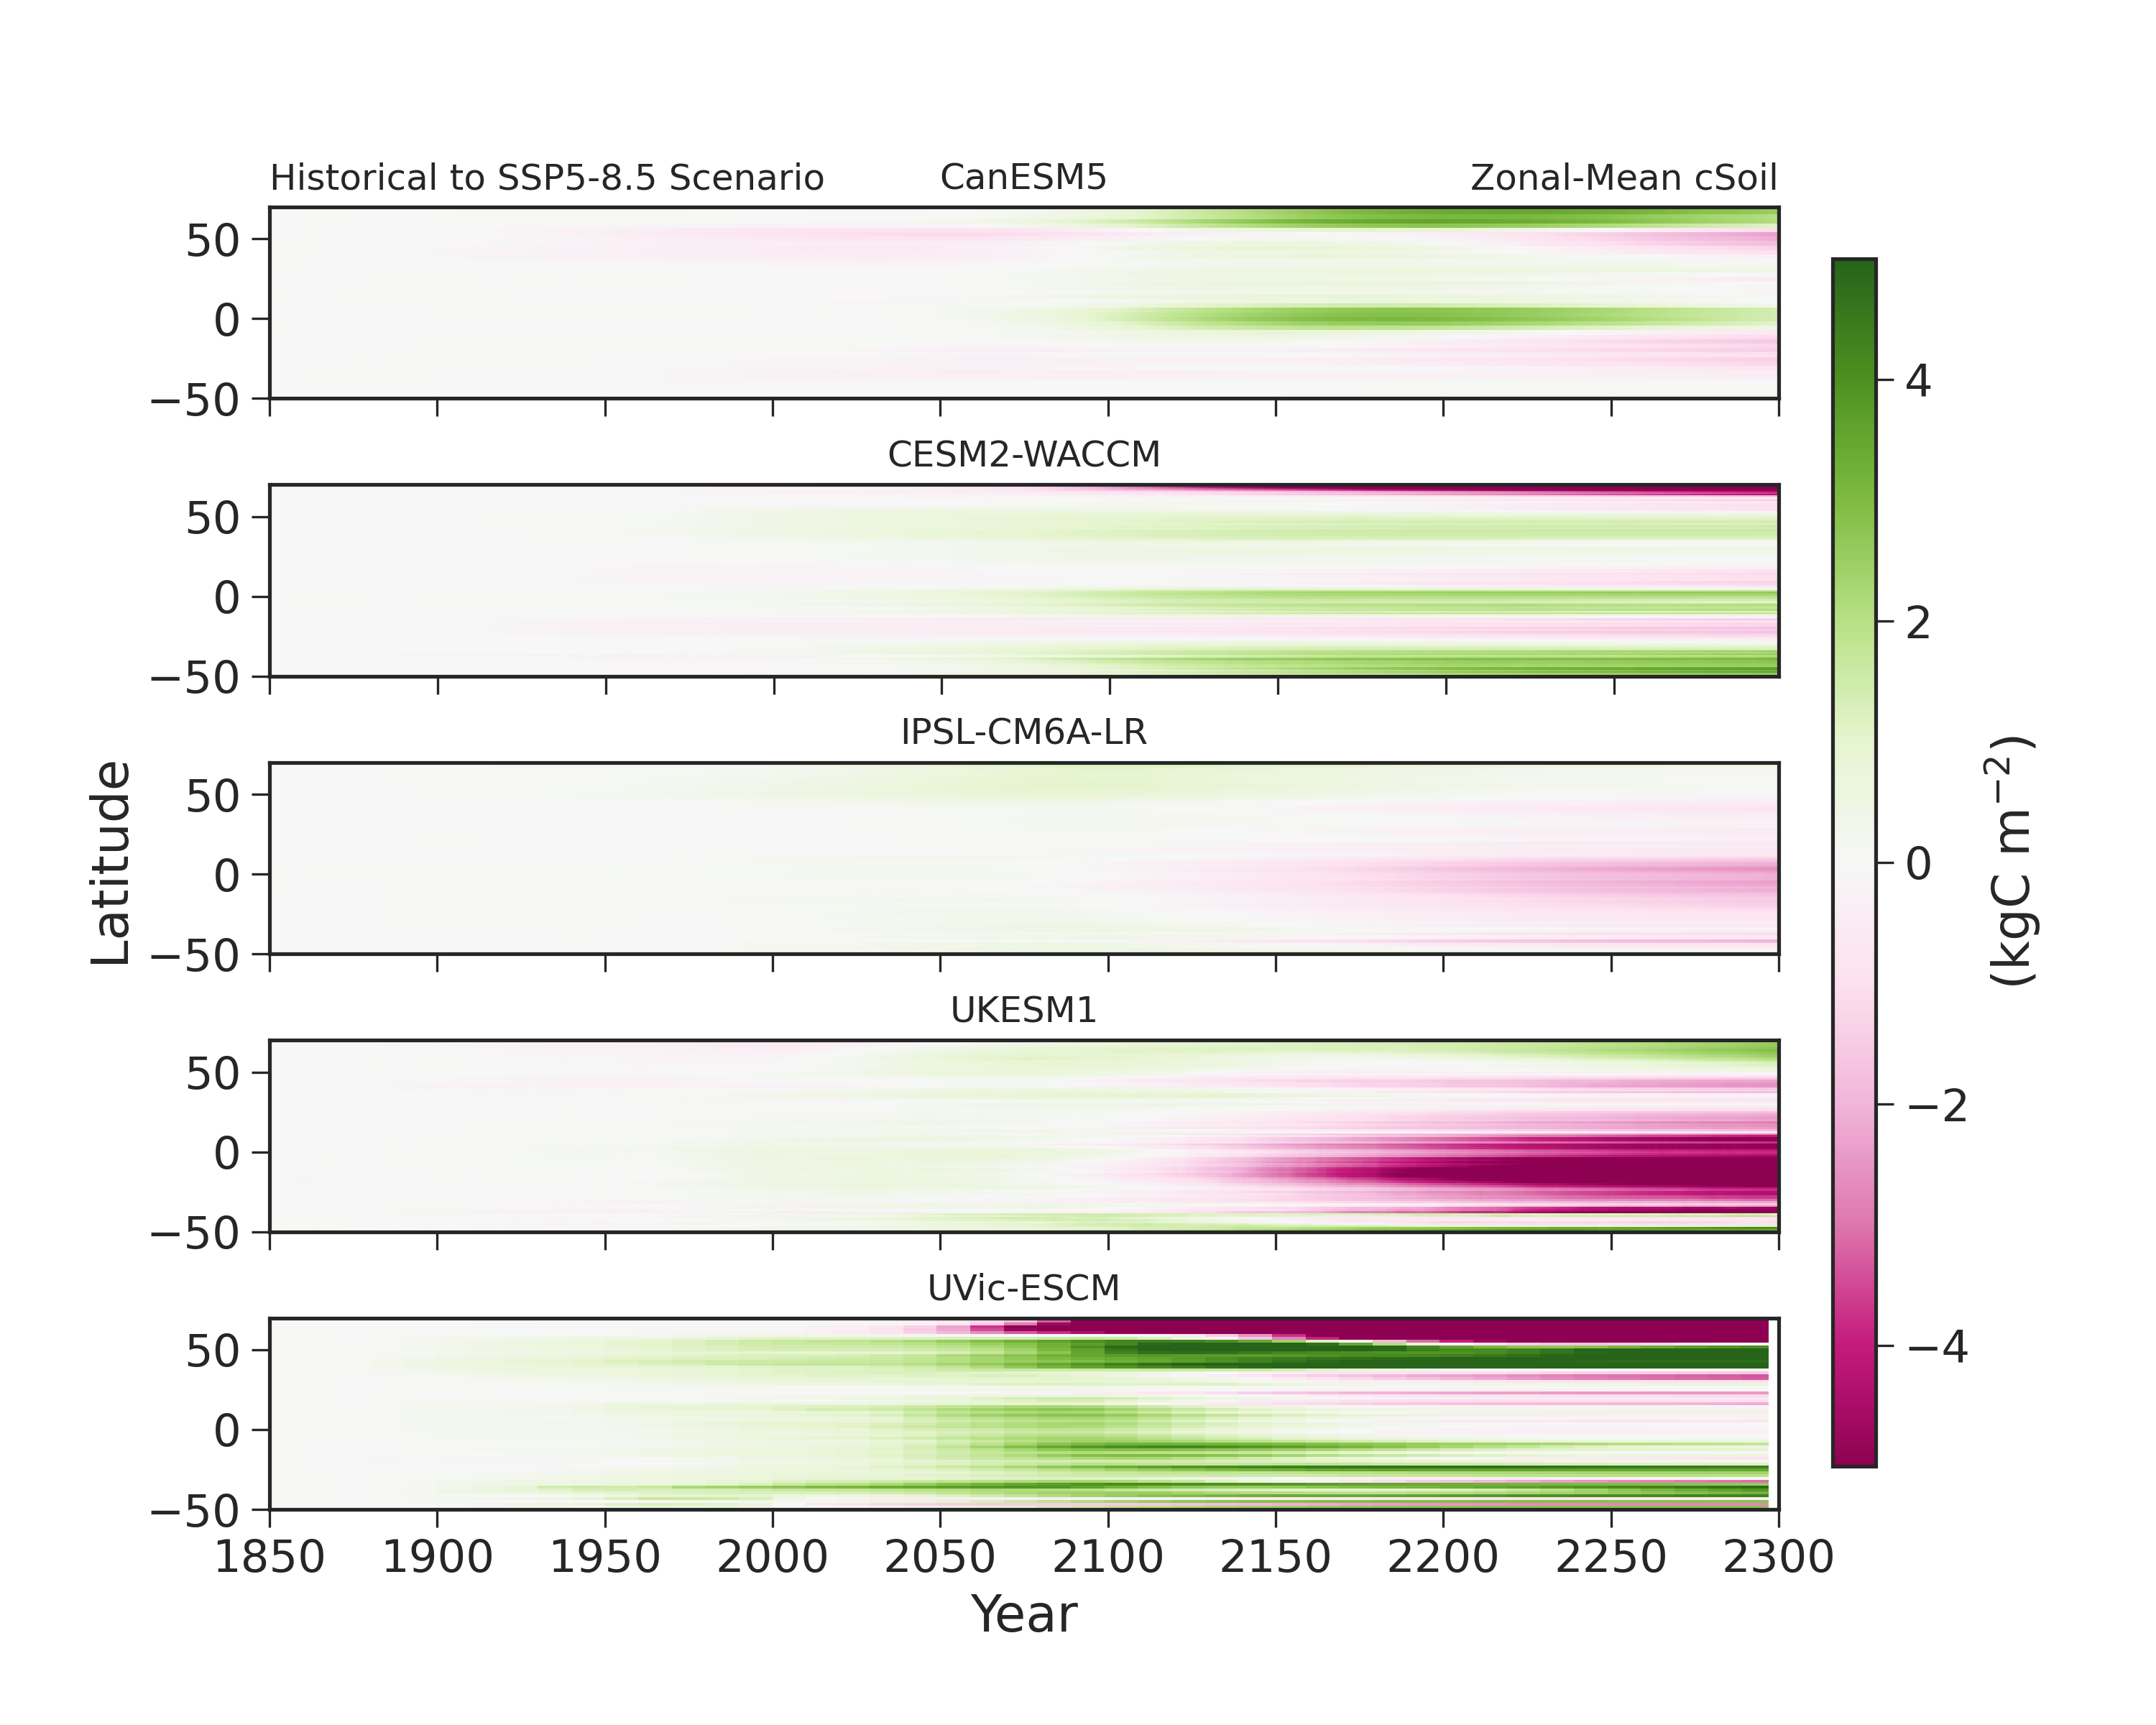 Historical to SSP5-8.5 Scenario CanESM5 Zonal-Mean cSoil
50
0
−50
CESM2-WACCM
50
0
−50
IPSL-CM6A-LR
50
0
−50
UKESM1
50
0
−50
UVic-ESCM
50
0
−50
1850 1900 1950 2000 2050 2100 2150 2200 2250 2300
Year
Latitude
4
2
0
−2
−4
(kgC m⁻²)